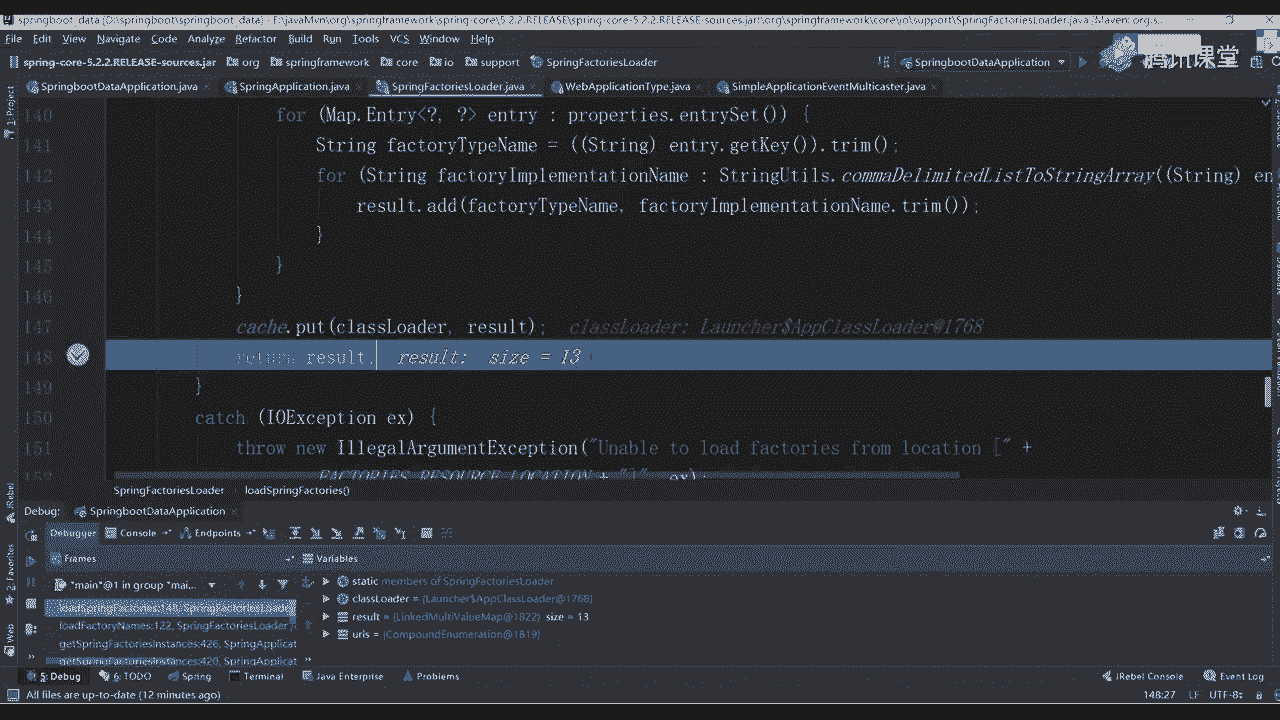 springboot_data [D:\springboot\springboot_data] - F:\javaMvn\org\springframework\spring-core\5.2.2.RELEASE\spring-core-5.2.2.RELEASE-sources.jar!\org\springframework\core\io\support\SpringFactoriesLoader.java [Maven: org.s...
File Edit View Navigate Code Analyze Refactor Build Run Tools VCS Window Help
spring-core-5.2.2.RELEASE-sources.jar org springframework core io support SpringFactoriesLoader SpringbootDataApplication
腾讯课堂
SpringbootDataApplication.java SpringApplication.java SpringFactoriesLoader.java WebApplicationType.java SimpleApplicationEventMulticaster.java
1: Project
140 for (Map.Entry<?, ?> entry : properties.entrySet()) {
141 String factoryTypeName = ((String) entry.getKey()).trim();
142 for (String factoryImplementationName : StringUtils.commaDelimitedListToStringArray((String) en
143 result.add(factoryTypeName, factoryImplementationName.trim());
144 }
145 }
146 }
147 cache.put(classLoader, result); classLoader: Launcher$AppClassLoader@1768
148 return result; result: size = 13
149 }
150 catch (IOException ex) {
151 throw new IllegalArgumentException("Unable to load factories from location [" +
FACTORIES_RESOURCE_LOCATION + "]", ex);
SpringFactoriesLoader loadSpringFactories()
JRebel
Debug: SpringbootDataApplication
Debugger Console Endpoints
2: Favorites
Frames Variables
"main"@1 in group "mai...
static members of SpringFactoriesLoader
classLoader = {Launcher$AppClassLoader@1768}
loadSpringFactories:148, SpringFactoriesLoader
result = {LinkedMultiValueMap@1822} size = 13
loadFactoryNames:122, SpringFactoriesLoader
urls = {CompoundEnumeration@1819}
Web
getSpringFactoriesInstances:426, SpringApplicat
getSpringFactoriesInstances:420, SpringApplicat
5: Debug 6: TODO Spring Terminal Java Enterprise Problems JRebel Console Event Log
All files are up-to-date (12 minutes ago) 148:27 LF UTF-8